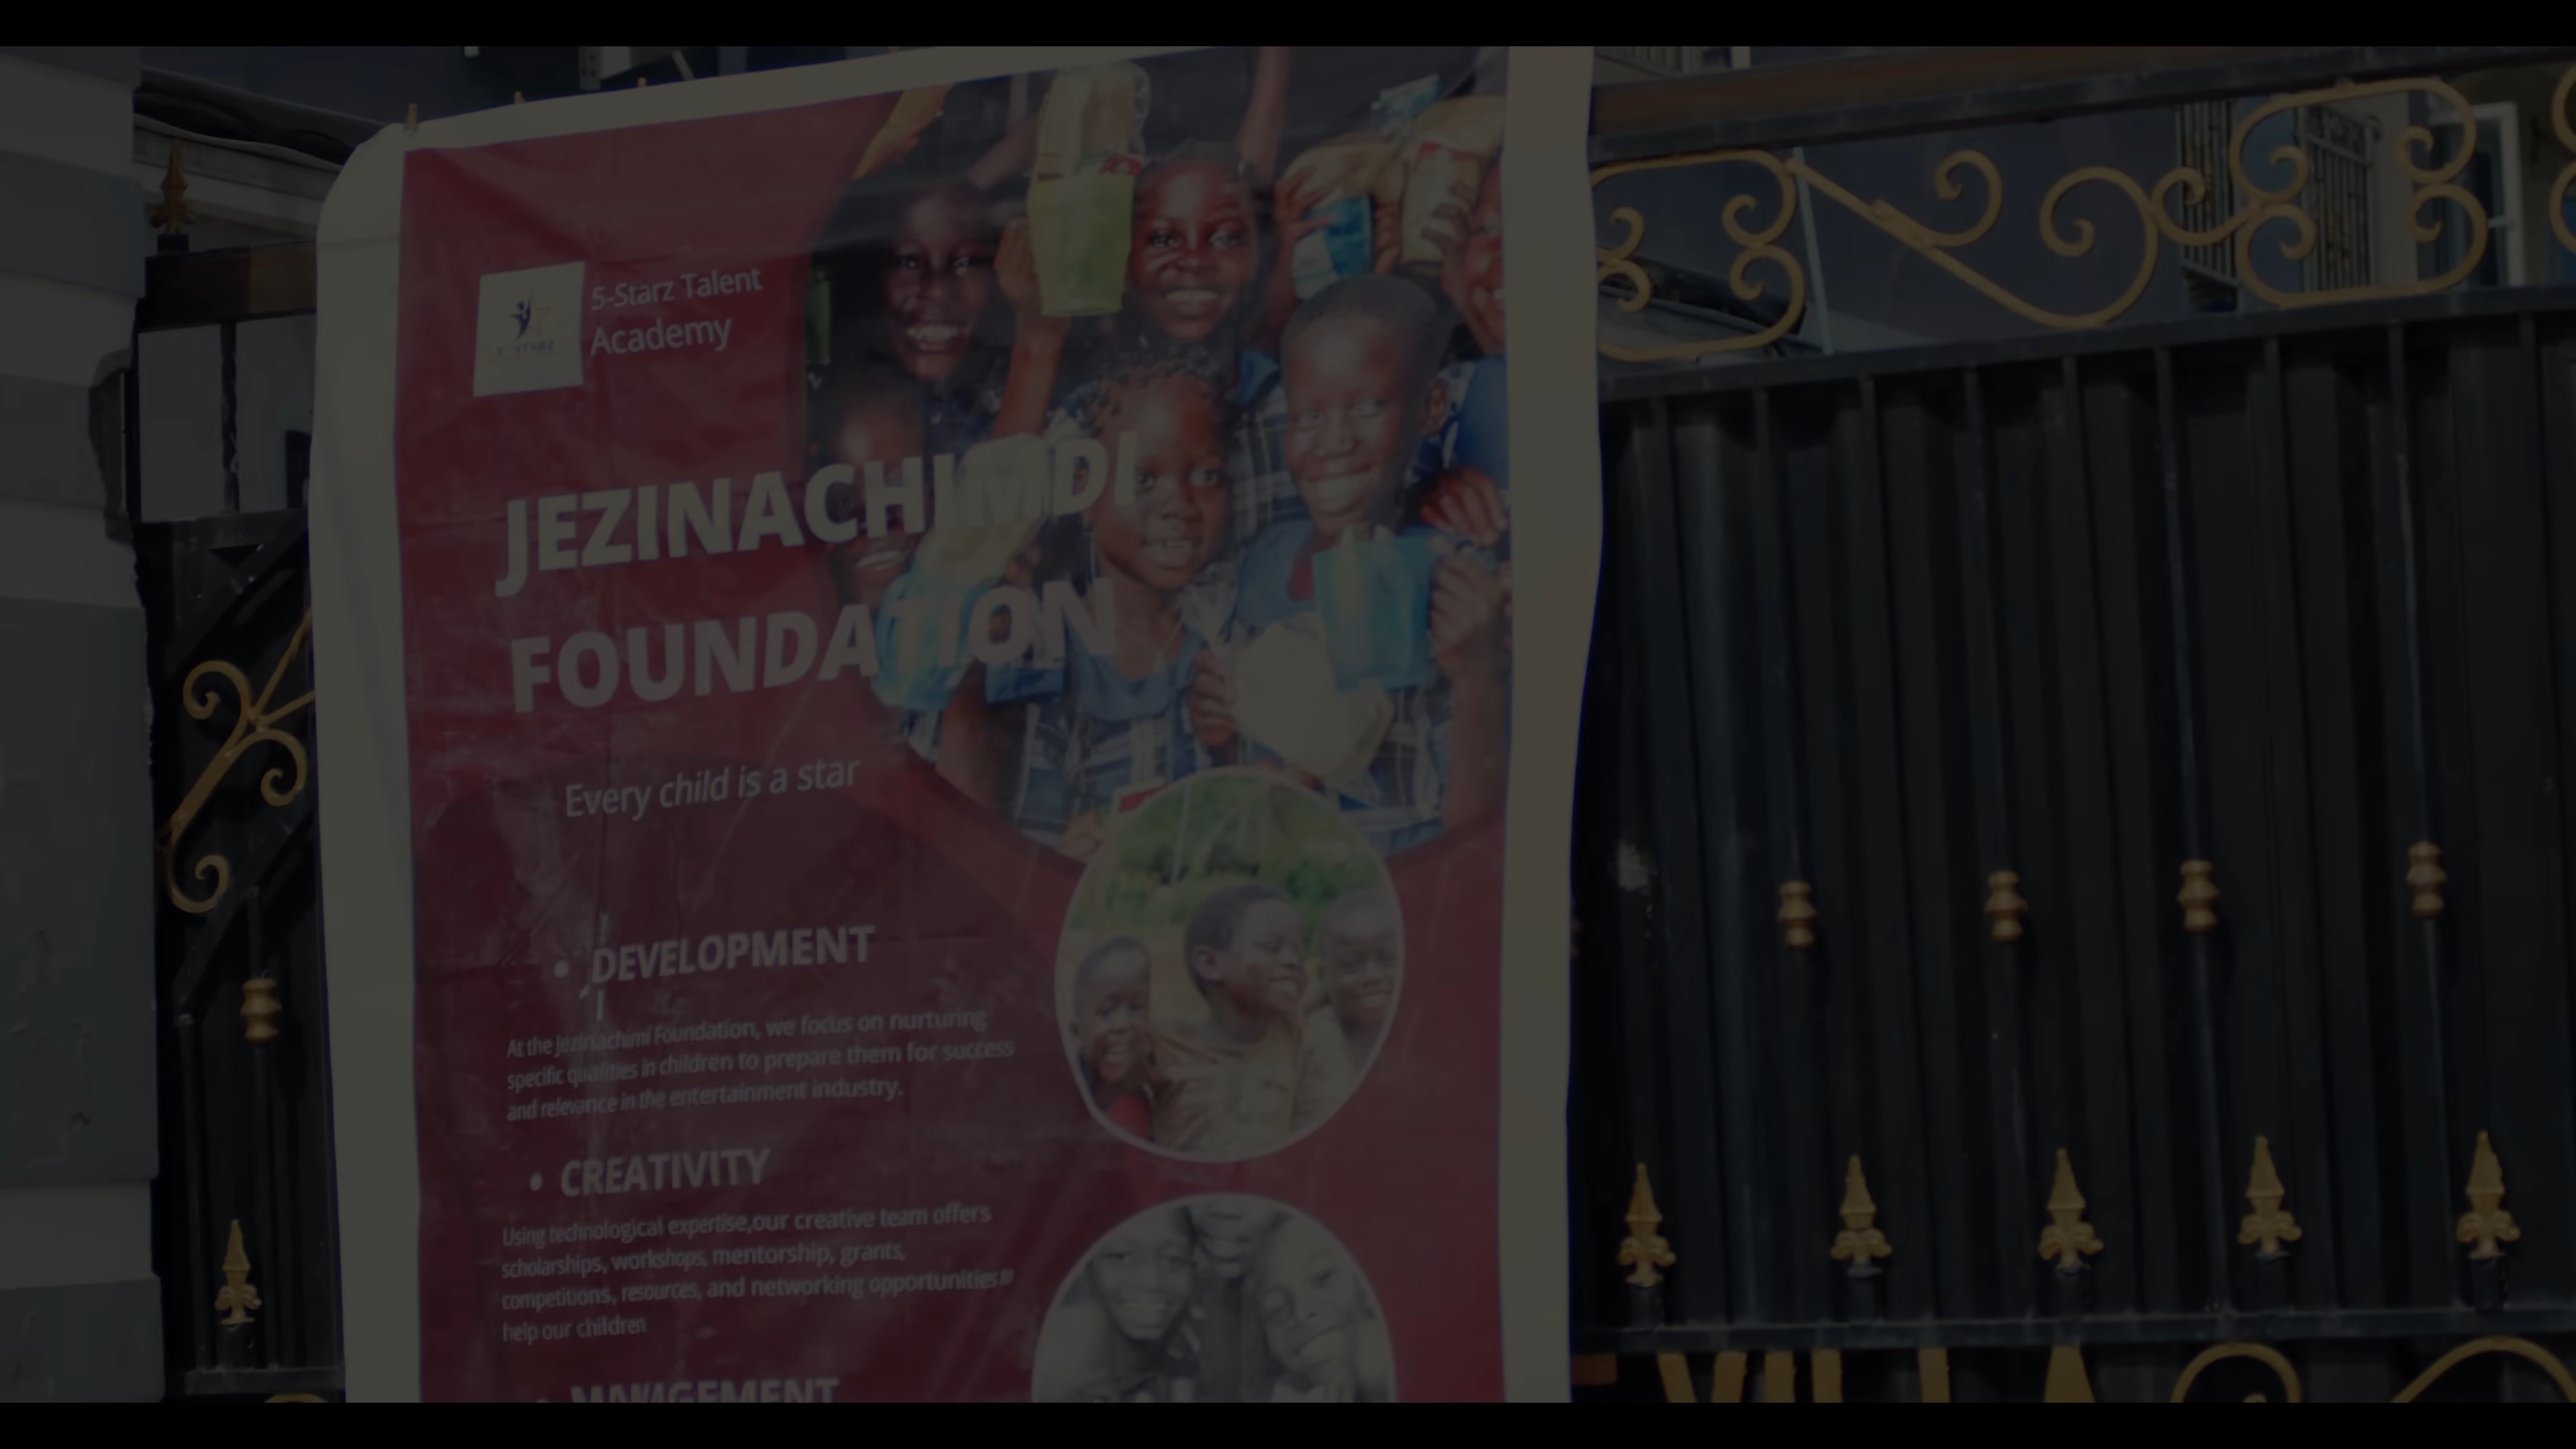 5-Starz Talent
Academy
JEZINACHIMDI
FOUNDATION
Every child is a star
• DEVELOPMENT
At the Jezinachimi Foundation, we focus on nurturing
specific qualities in children to prepare them for success
and relevance in the entertainment industry.
• CREATIVITY
Using technological expertise,our creative team offers
scholarships, workshops, mentorship, grants,
competitions, resources, and networking opportunities
help our children
• MANAGEMENT
VILLA